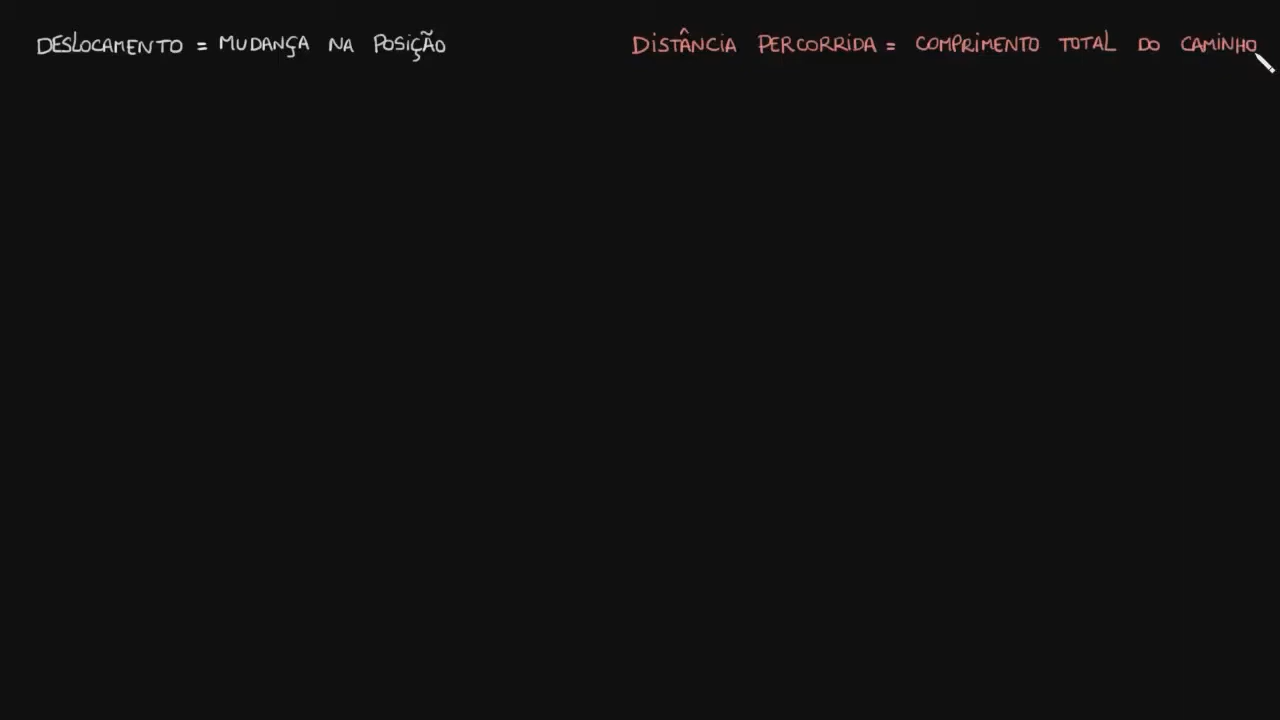 DESLOCAMENTO = MUDANÇA NA POSIÇÃO
DISTÂNCIA PERCORRIDA = COMPRIMENTO TOTAL DO CAMINHO